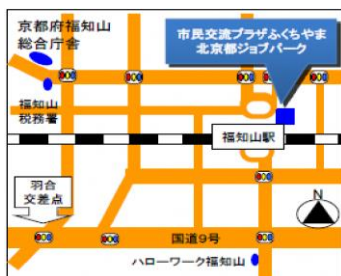 京都府福知山
総合庁舎
市民交流プラザふくちやま
北京都ジョブパーク
福知山
税務署
福知山駅
羽合
交差点
N
国道9号
ハローワーク福知山